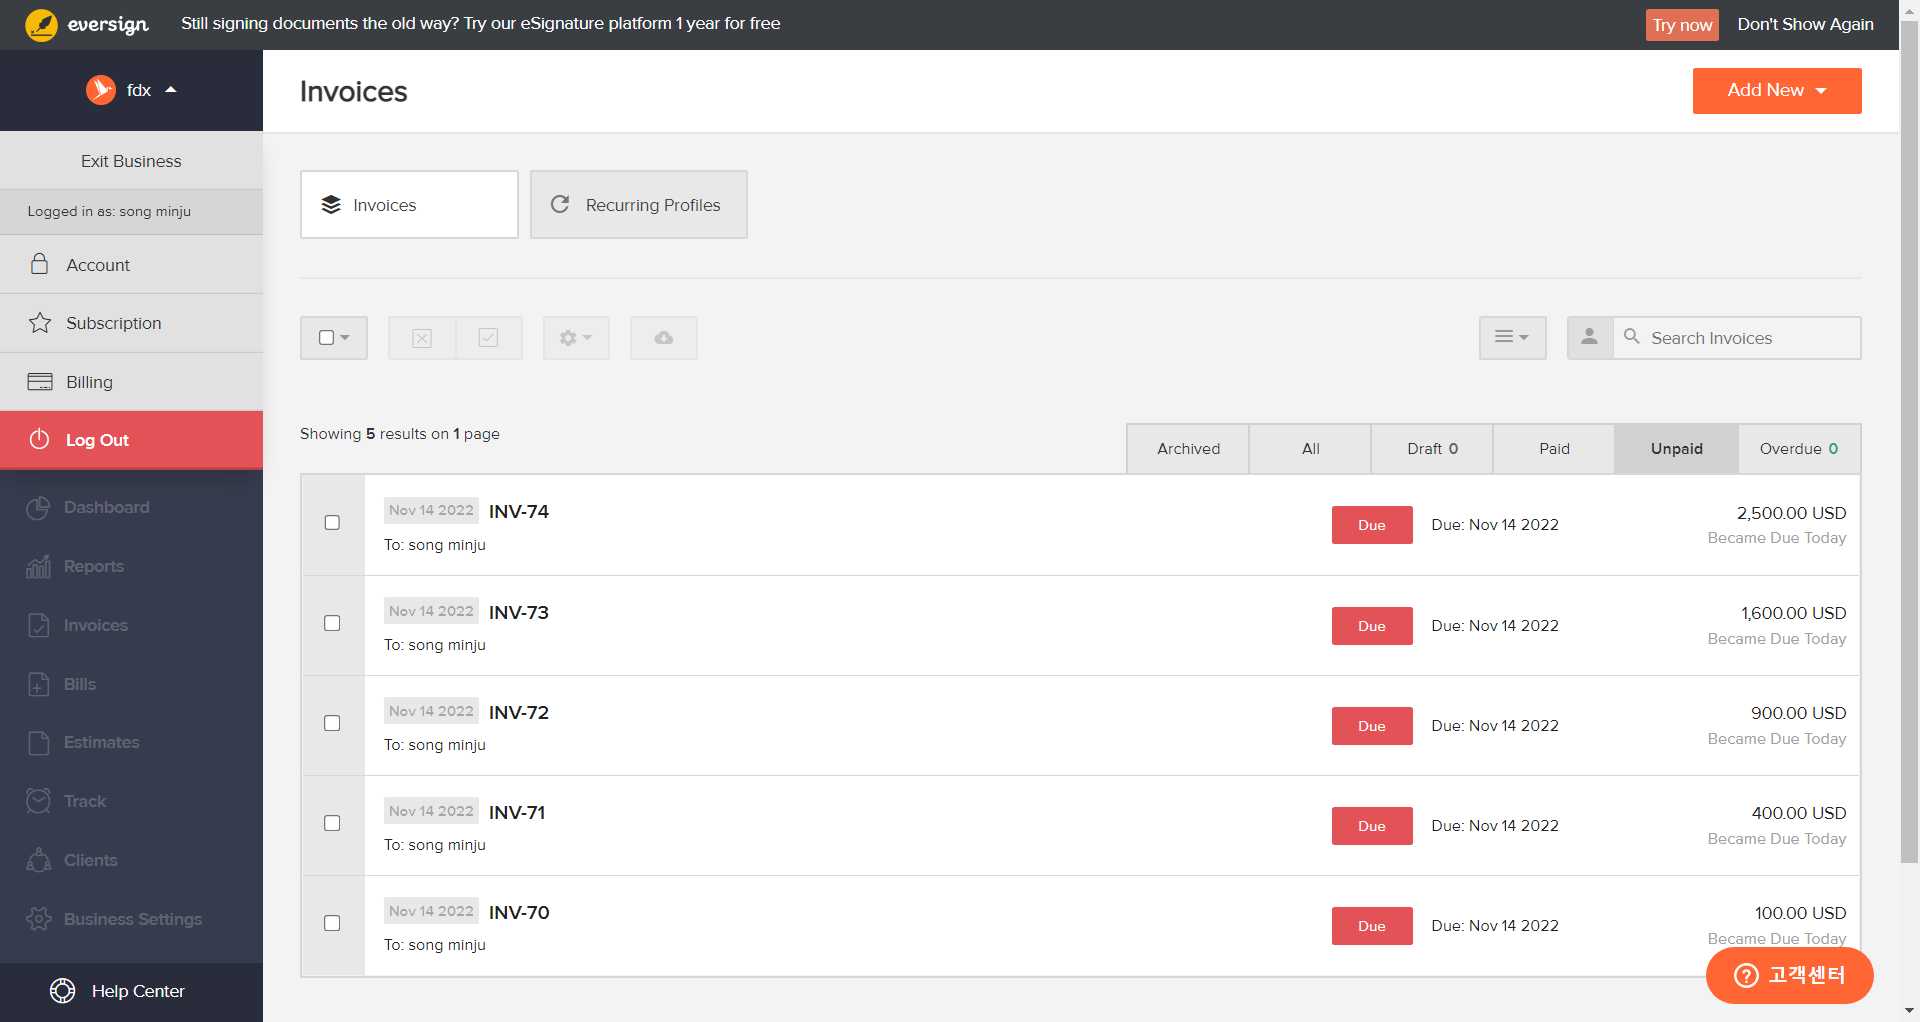 eversign
Still signing documents the old way? Try our eSignature platform 1 year for free
Try now
Don't Show Again
fdx
Exit Business
Logged in as: song minju
Account
Subscription
Billing
Log Out
Dashboard
Reports
Invoices
Bills
Estimates
Track
Clients
Business Settings
Help Center
Invoices
Add New
Invoices
Recurring Profiles
Search Invoices
Showing 5 results on 1 page
Archived
All
Draft 0
Paid
Unpaid
Overdue 0
Nov 14 2022 INV-74
To: song minju
Due
Due: Nov 14 2022
2,500.00 USD
Became Due Today
Nov 14 2022 INV-73
To: song minju
Due
Due: Nov 14 2022
1,600.00 USD
Became Due Today
Nov 14 2022 INV-72
To: song minju
Due
Due: Nov 14 2022
900.00 USD
Became Due Today
Nov 14 2022 INV-71
To: song minju
Due
Due: Nov 14 2022
400.00 USD
Became Due Today
Nov 14 2022 INV-70
To: song minju
Due
Due: Nov 14 2022
100.00 USD
Became Due Today
고객센터